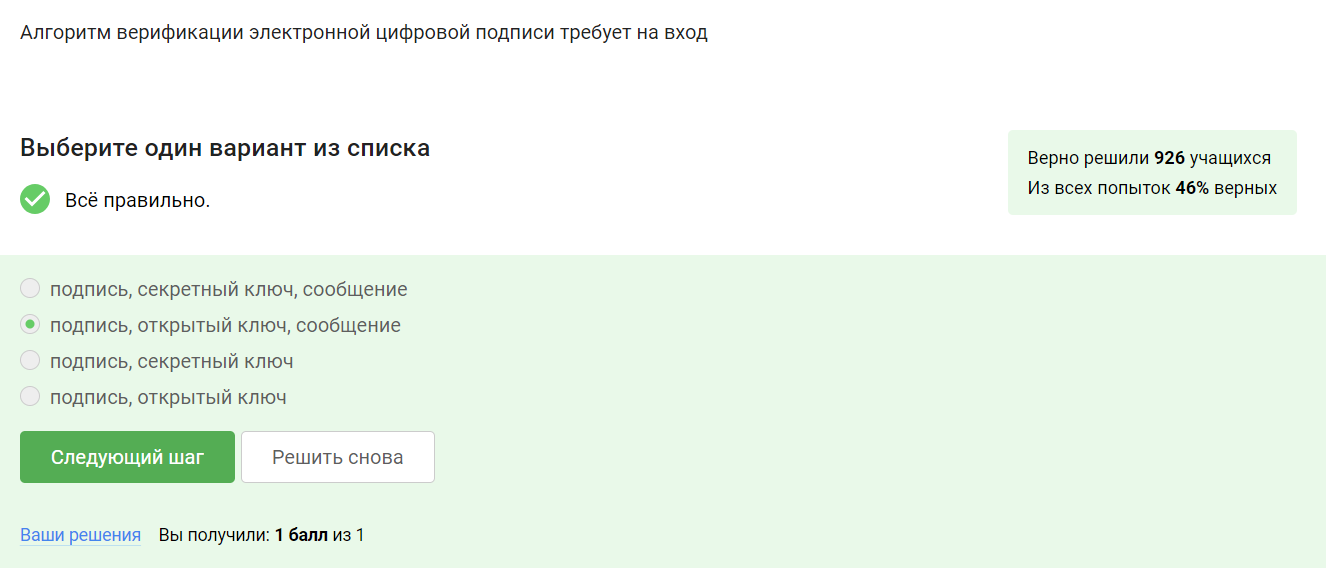 Алгоритм верификации электронной цифровой подписи требует на вход
Выберите один вариант из списка
Верно решили 926 учащихся
Из всех попыток 46% верных
Всё правильно.
подпись, секретный ключ, сообщение
подпись, открытый ключ, сообщение
подпись, секретный ключ
подпись, открытый ключ
Следующий шаг Решить снова
Ваши решения Вы получили: 1 балл из 1